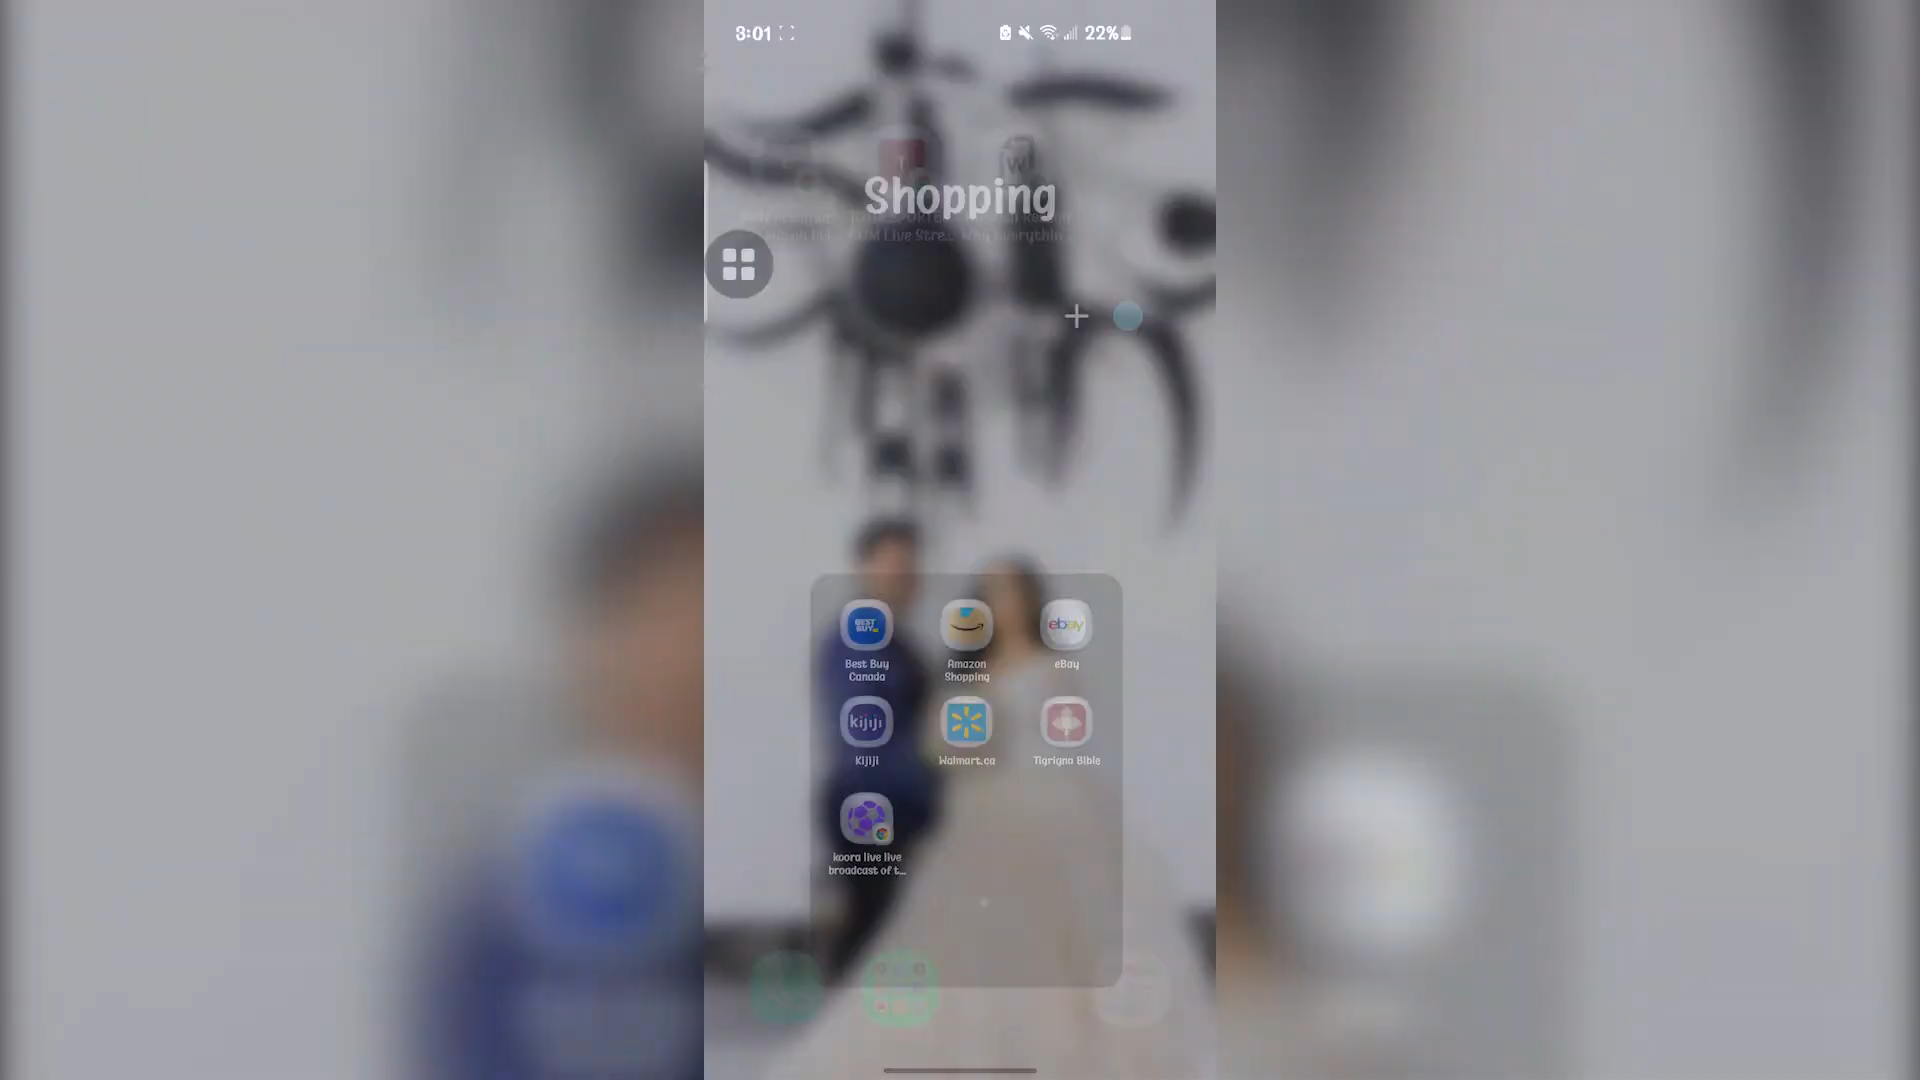 3:01
22%
T
W
Shopping
BEST BUY
ebay
Best Buy Canada
Amazon Shopping
eBay
kijiji
Kijiji
Walmart.ca
Tigrigna Bible
koora live live broadcast of t...